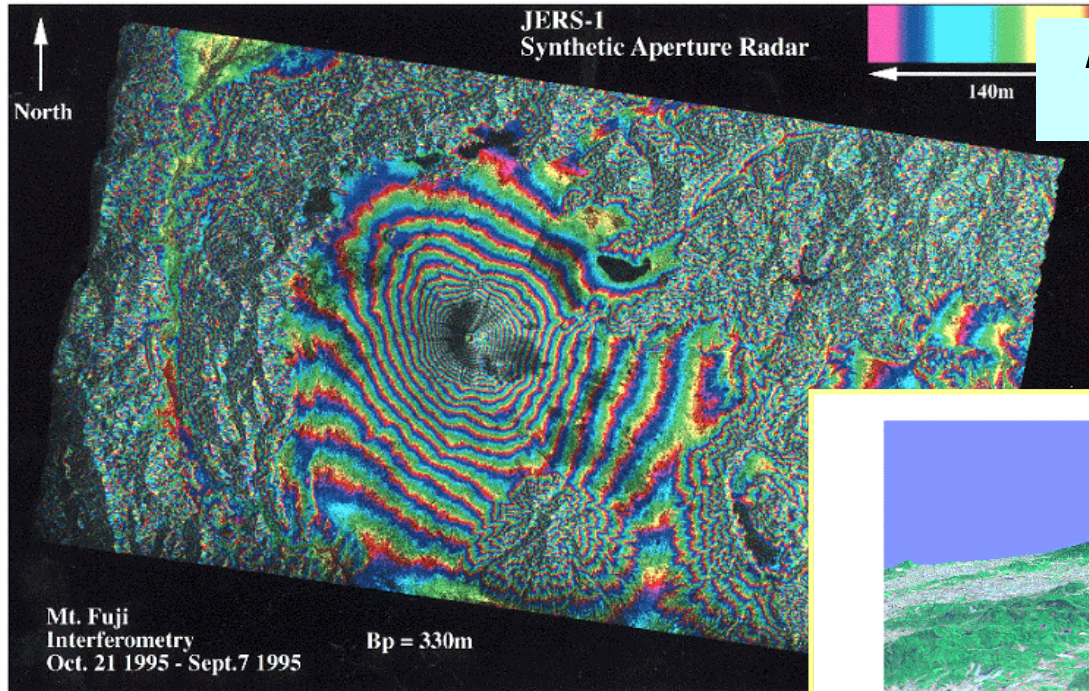 JERS-1
Synthetic Aperture Radar
North
140m
Mt. Fuji
Interferometry
Oct. 21 1995 - Sept.7 1995
Bp = 330m